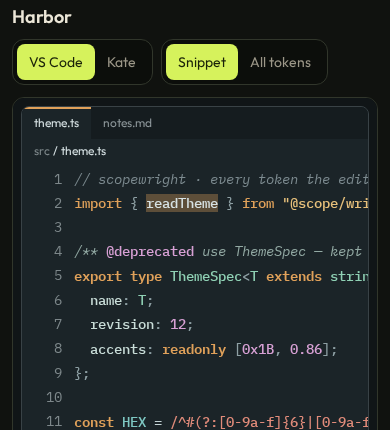 Harbor
VS Code Kate Snippet All tokens
theme.ts notes.md
src / theme.ts
1 // scopewright · every token the edit
2 import { readTheme } from "@scope/wri
3
4 /** @deprecated use ThemeSpec — kept
5 export type ThemeSpec<T extends strin
6 name: T;
7 revision: 12;
8 accents: readonly [0x1B, 0.86];
9 };
10
11 const HEX = /^#(?:[0-9a-f]{6}|[0-9a-f